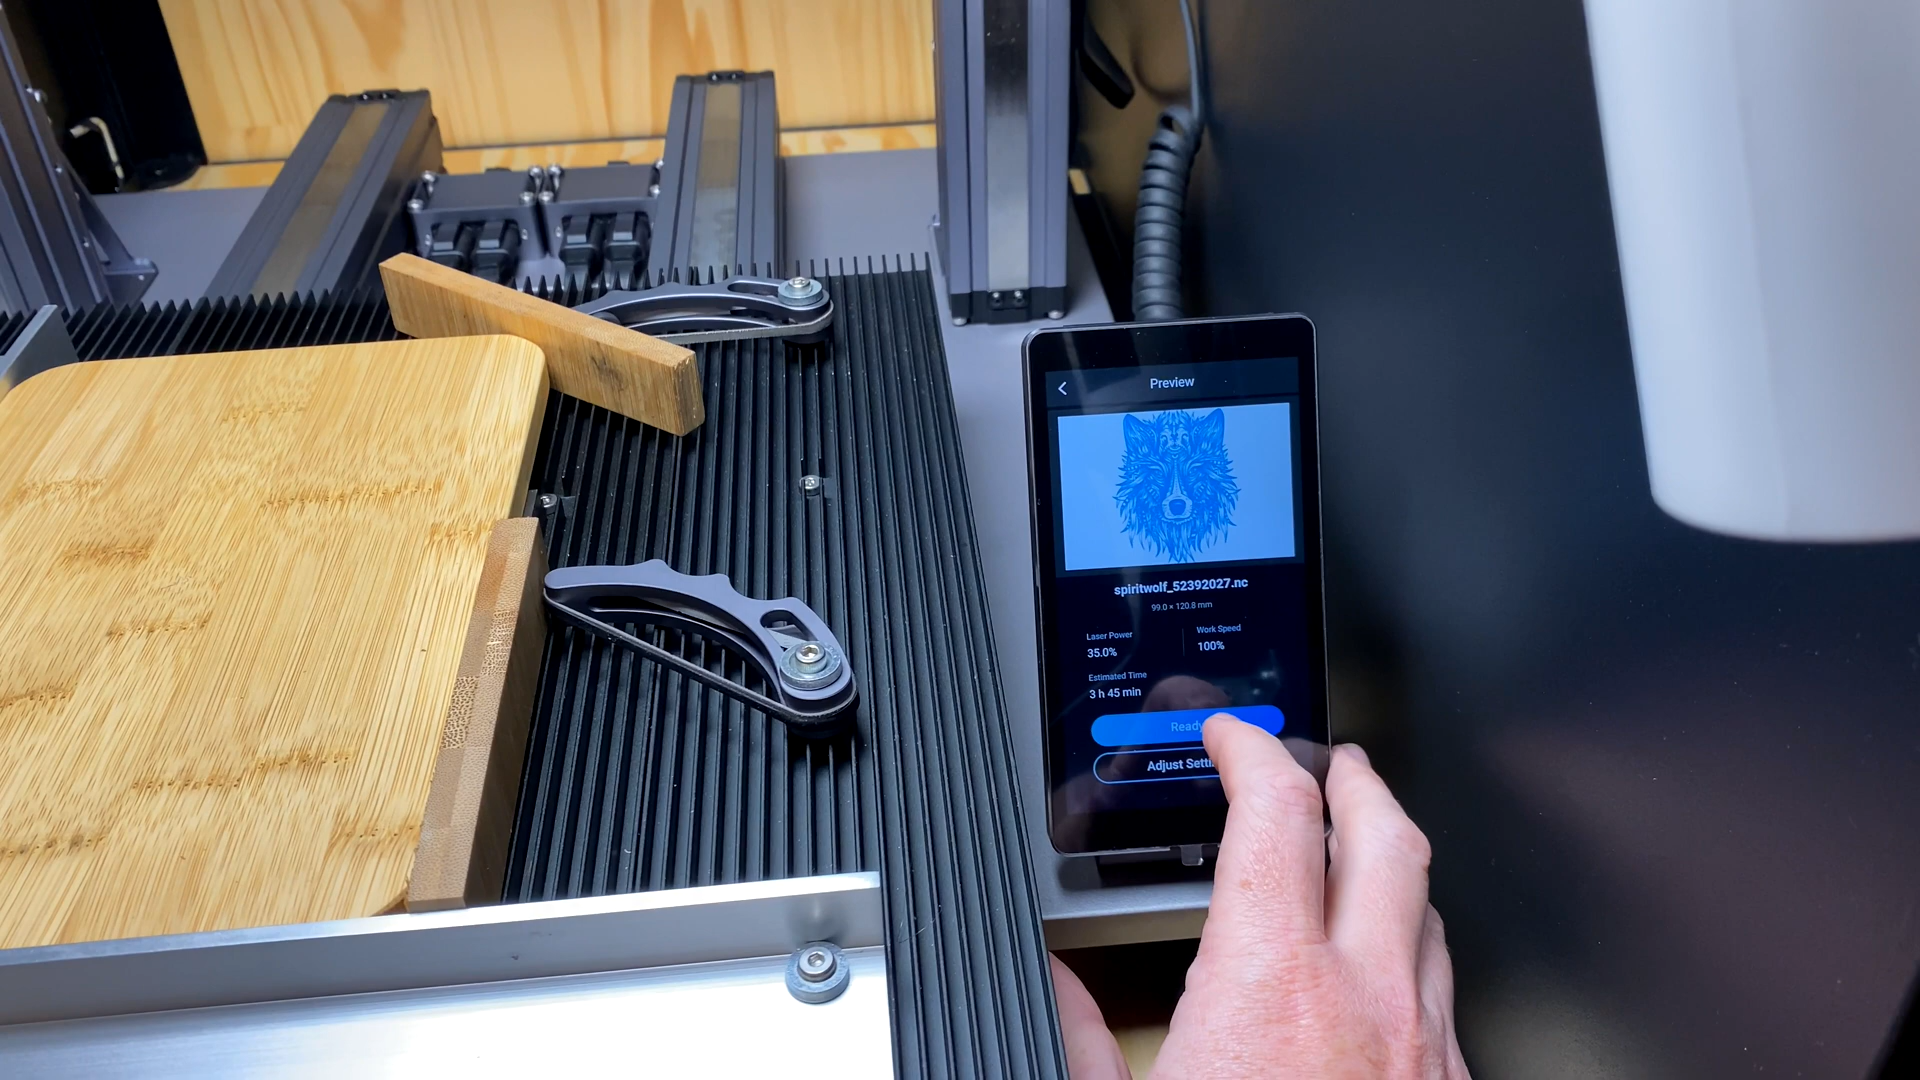 Preview
spiritwolf_52392027.nc
99.0 × 120.8 mm
Laser Power
35.0%
Work Speed
100%
Estimated Time
3 h 45 min
Ready
Adjust